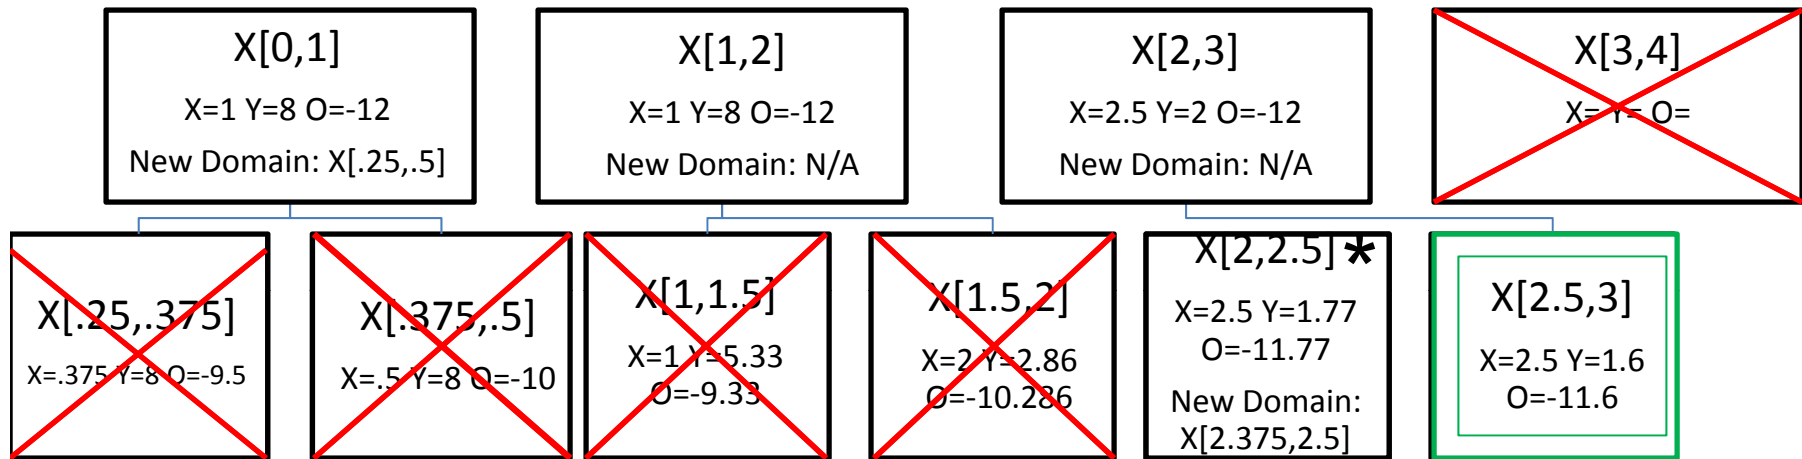 X[0,1]
X=1 Y=8 O=-12
New Domain: X[.25,.5]
X[1,2]
X=1 Y=8 O=-12
New Domain: N/A
X[2,3]
X=2.5 Y=2 O=-12
New Domain: N/A
X[3,4]
X= Y= O=
X[.25,.375]
X=.375 Y=8 O=-9.5
X[.375,.5]
X=.5 Y=8 O=-10
X[1,1.5]
X=1 Y=5.33
O=-9.33
X[1.5,2]
X=2 Y=2.86
O=-10.286
X[2,2.5] *
X=2.5 Y=1.77
O=-11.77
New Domain:
X[2.375,2.5]
X[2.5,3]
X=2.5 Y=1.6
O=-11.6